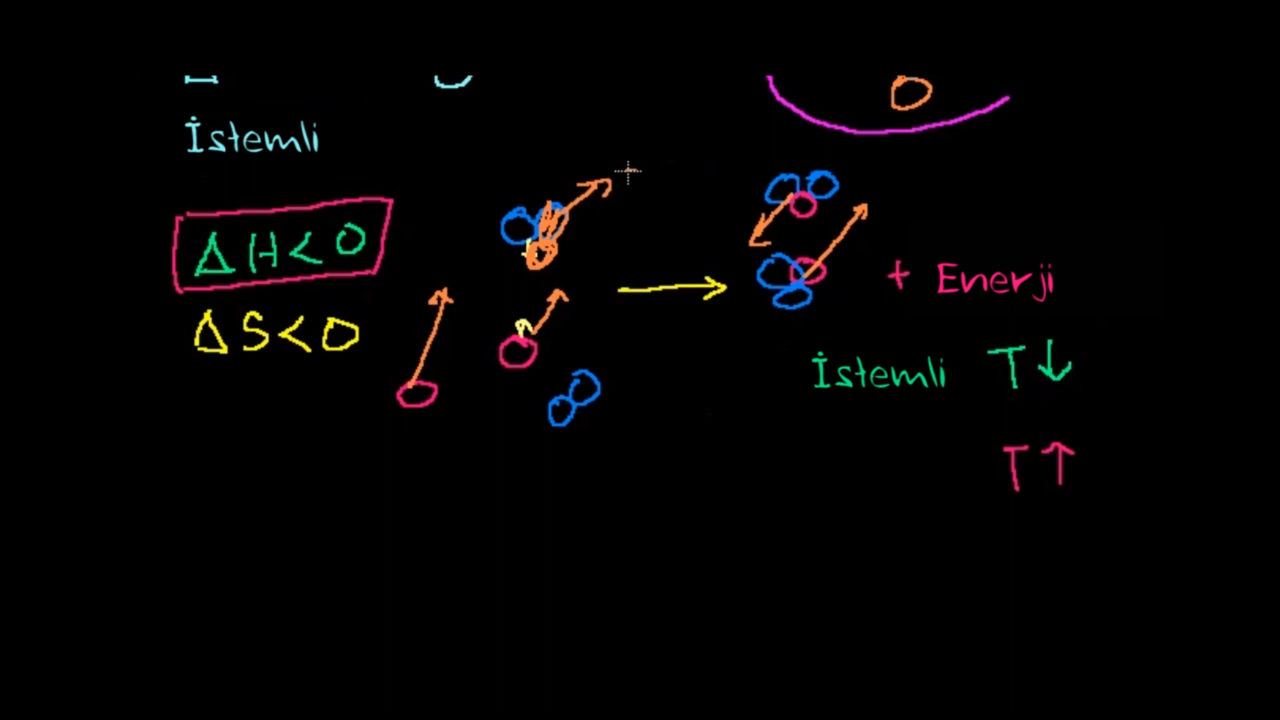 İstemli
ΔH<0
ΔS<0
+ Enerji
İstemli T↓
T↑